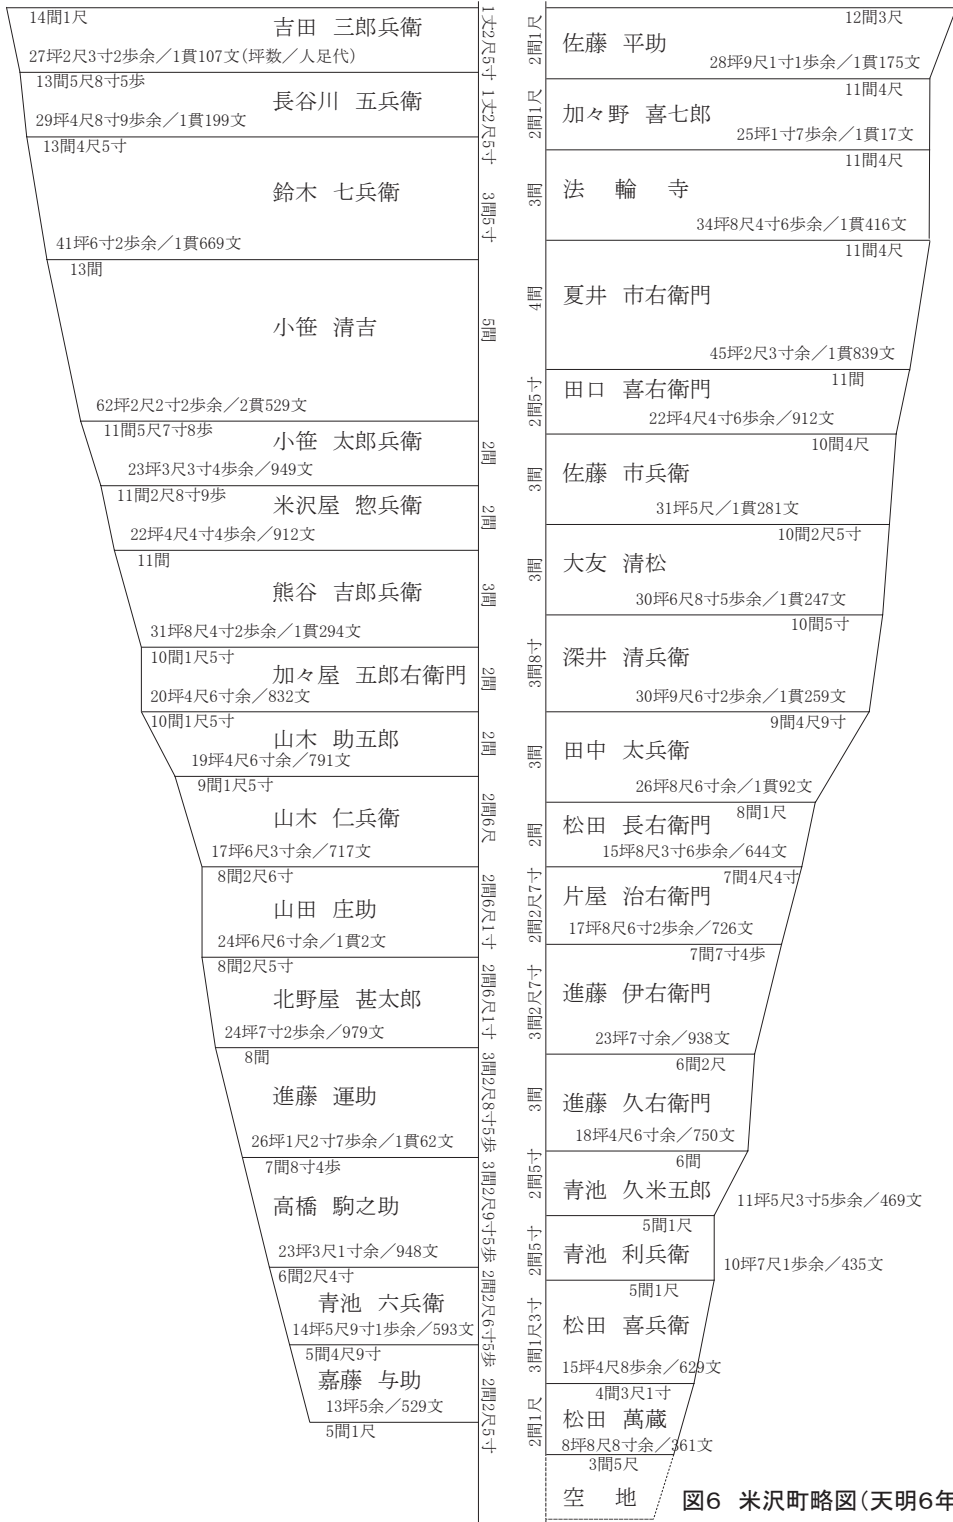 14間1尺
吉田 三郎兵衛
1丈2尺5寸
27坪2尺3寸2歩余／1貫107文(坪数／人足代)
13間5尺8寸5歩
長谷川 五兵衛
1丈2尺5寸
29坪4尺8寸9歩余／1貫199文
13間4尺5寸
鈴木 七兵衛
3間5寸
41坪6寸2歩余／1貫669文
13間
小笹 清吉
5間
62坪2尺2寸2歩余／2貫529文
11間5尺7寸8歩
小笹 太郎兵衛
2間
23坪3尺3寸4歩余／949文
11間2尺8寸9歩
米沢屋 惣兵衛
2間
22坪4尺4寸4歩余／912文
11間
熊谷 吉郎兵衛
3間
31坪8尺4寸2歩余／1貫294文
10間1尺5寸
加々屋 五郎右衛門
2間
20坪4尺6寸余／832文
10間1尺5寸
山木 助五郎
2間
19坪4尺6寸余／791文
9間1尺5寸
山木 仁兵衛
2間6尺
17坪6尺3寸余／717文
8間2尺6寸
山田 庄助
2間6尺1寸
24坪6尺6寸余／1貫2文
8間2尺5寸
北野屋 甚太郎
2間6尺1寸
24坪7寸2歩余／979文
8間
進藤 運助
3間2尺8寸5歩
26坪1尺2寸7歩余／1貫62文
7間8寸4歩
高橋 駒之助
3間2尺9寸5歩
23坪3尺1寸余／948文
6間2尺4寸
青池 六兵衛
2間2尺6寸5歩
14坪5尺9寸1歩余／593文
5間4尺9寸
嘉藤 与助
2間2尺5寸
13坪5余／529文
5間1尺
12間3尺
2間1尺
佐藤 平助
28坪9尺1寸1歩余／1貫175文
11間4尺
2間1尺
加々野 喜七郎
25坪1寸7歩余／1貫17文
11間4尺
3間
法 輪 寺
34坪8尺4寸6歩余／1貫416文
11間4尺
4間
夏井 市右衛門
45坪2尺3寸余／1貫839文
11間
2間5寸
田口 喜右衛門
22坪4尺4寸6歩余／912文
10間4尺
3間
佐藤 市兵衛
31坪5尺／1貫281文
10間2尺5寸
3間
大友 清松
30坪6尺8寸5歩余／1貫247文
10間5寸
3間8寸
深井 清兵衛
30坪9尺6寸2歩余／1貫259文
9間4尺9寸
3間
田中 太兵衛
26坪8尺6寸余／1貫92文
8間1尺
2間
松田 長右衛門
15坪8尺3寸6歩余／644文
7間4尺4寸
2間2尺7寸
片屋 治右衛門
17坪8尺6寸2歩余／726文
7間7寸4歩
3間2尺7寸
進藤 伊右衛門
23坪7寸余／938文
6間2尺
3間
進藤 久右衛門
18坪4尺6寸余／750文
6間
2間5寸
青池 久米五郎
11坪5尺3寸5歩余／469文
5間1尺
2間5寸
青池 利兵衛
10坪7尺1歩余／435文
5間1尺
3間1尺3寸
松田 喜兵衛
15坪4尺8歩余／629文
4間3尺1寸
2間1尺
松田 萬蔵
8坪8尺8寸余／361文
3間5尺
空 地
図6 米沢町略図(天明6年